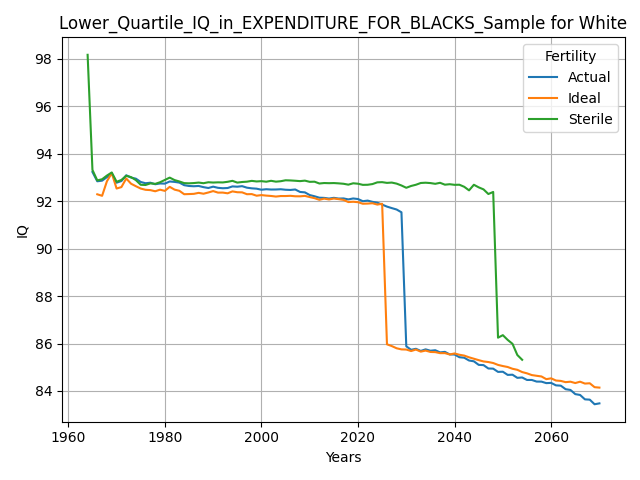 Lower_Quartile_IQ_in_EXPENDITURE_FOR_BLACKS_Sample for White
Fertility
Actual
Ideal
Sterile
IQ
98
96
94
92
90
88
86
84
1960
1980
2000
2020
2040
2060
Years